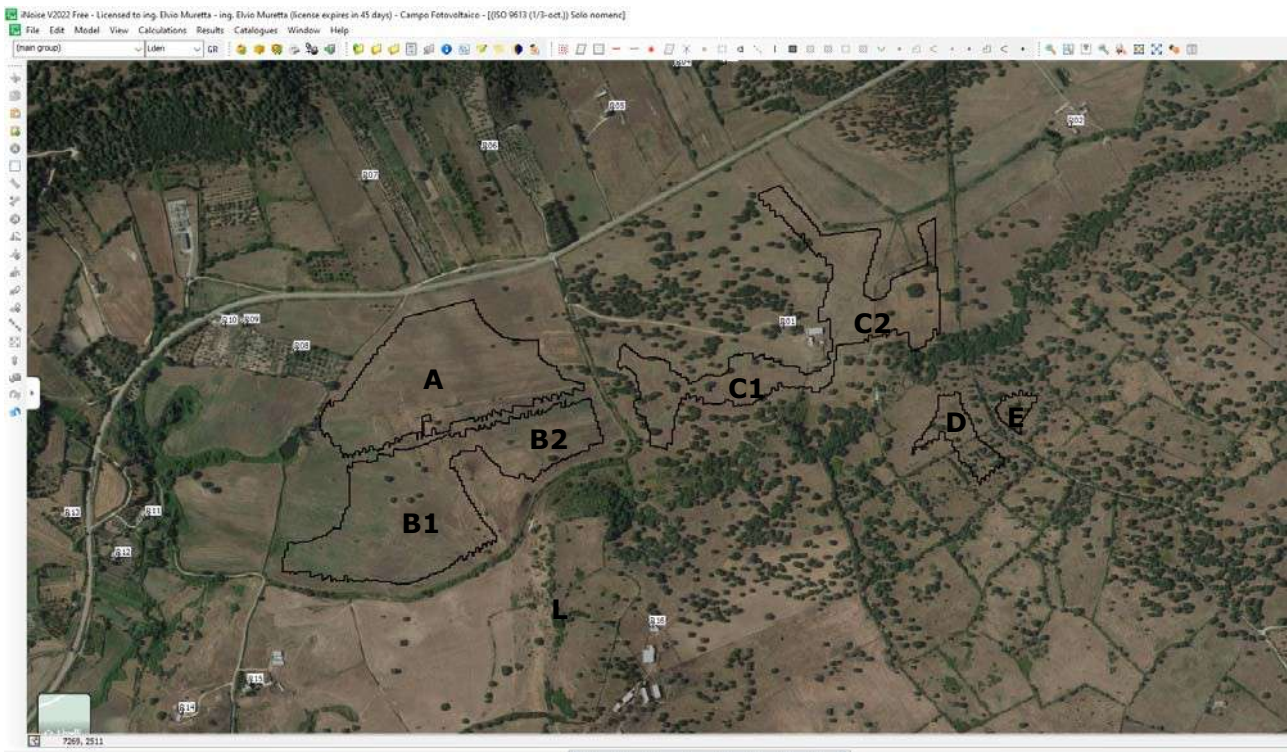 iNoise V2022 Free - Licensed to ing. Elvio Muretta - ing. Elvio Muretta (license expires in 45 days) - Campo Fotovoltaico - [(ISO 9613 (1/3-oct.)) Solo nomenc]
File Edit Model View Calculations Results Catalogues Window Help
(main group) Lden GR
R05
R02
R06
R07
R10 R09
R01
R08
C2
A
C1
D E
B2
R13 R11
B1
R12
L
R16
R15
R14
7269, 2511